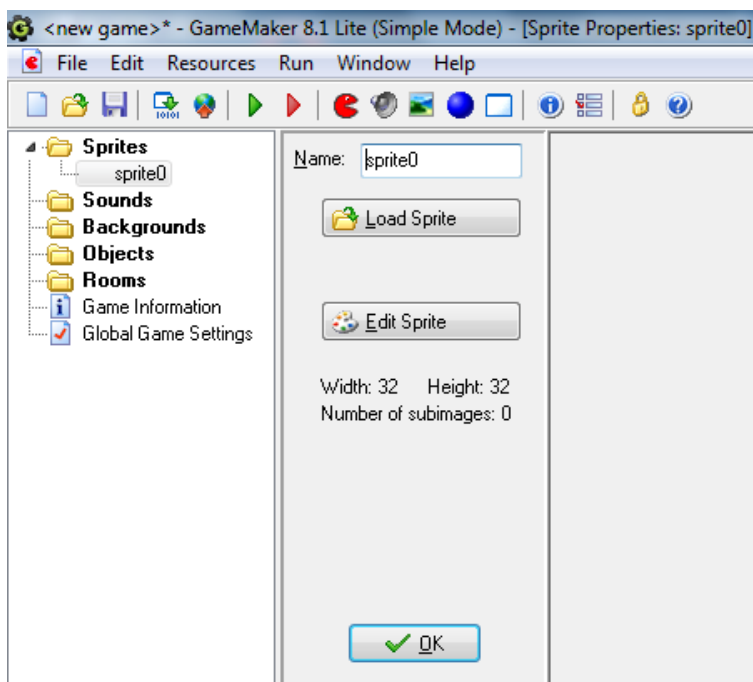 <new game>* - GameMaker 8.1 Lite (Simple Mode) - [Sprite Properties: sprite0]
File Edit Resources Run Window Help
Sprites
sprite0
Sounds
Backgrounds
Objects
Rooms
Game Information
Global Game Settings
Name: sprite0
Load Sprite
Edit Sprite
Width: 32 Height: 32
Number of subimages: 0
OK